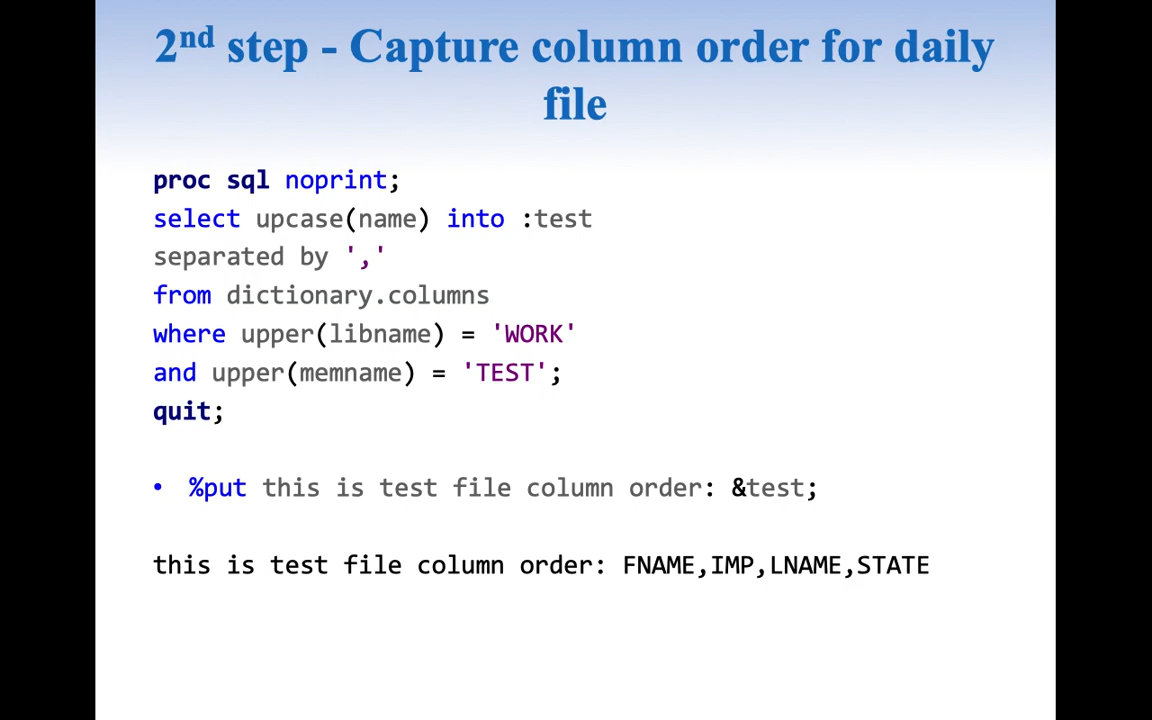 2nd step - Capture column order for daily
file
proc sql noprint;
select upcase(name) into :test
separated by ','
from dictionary.columns
where upper(libname) = 'WORK'
and upper(memname) = 'TEST';
quit;
• %put this is test file column order: &test;
this is test file column order: FNAME,IMP,LNAME,STATE